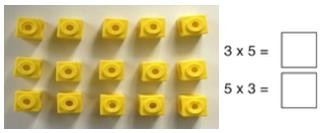 3 x 5 =
5 x 3 =